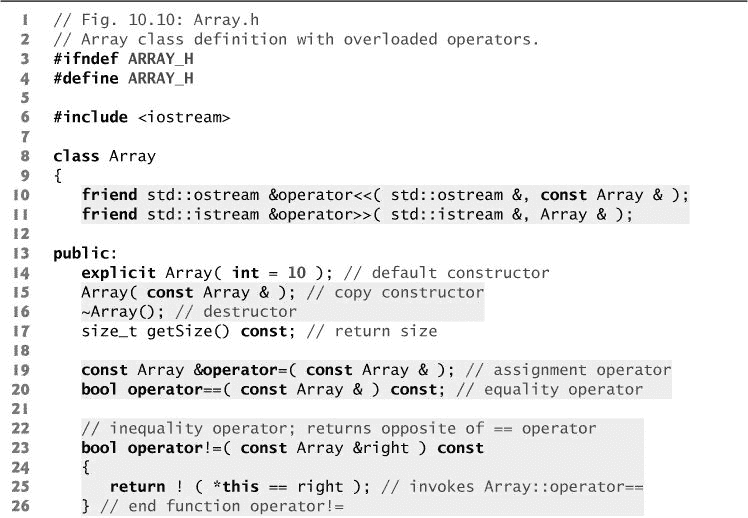 1 // Fig. 10.10: Array.h
2 // Array class definition with overloaded operators.
3 #ifndef ARRAY_H
4 #define ARRAY_H
5
6 #include <iostream>
7
8 class Array
9 {
10 friend std::ostream &operator<<( std::ostream &, const Array & );
11 friend std::istream &operator>>( std::istream &, Array & );
12
13 public:
14 explicit Array( int = 10 ); // default constructor
15 Array( const Array & ); // copy constructor
16 ~Array(); // destructor
17 size_t getSize() const; // return size
18
19 const Array &operator=( const Array & ); // assignment operator
20 bool operator==( const Array & ) const; // equality operator
21
22 // inequality operator; returns opposite of == operator
23 bool operator!=( const Array &right ) const
24 {
25 return ! ( *this == right ); // invokes Array::operator==
26 } // end function operator!=